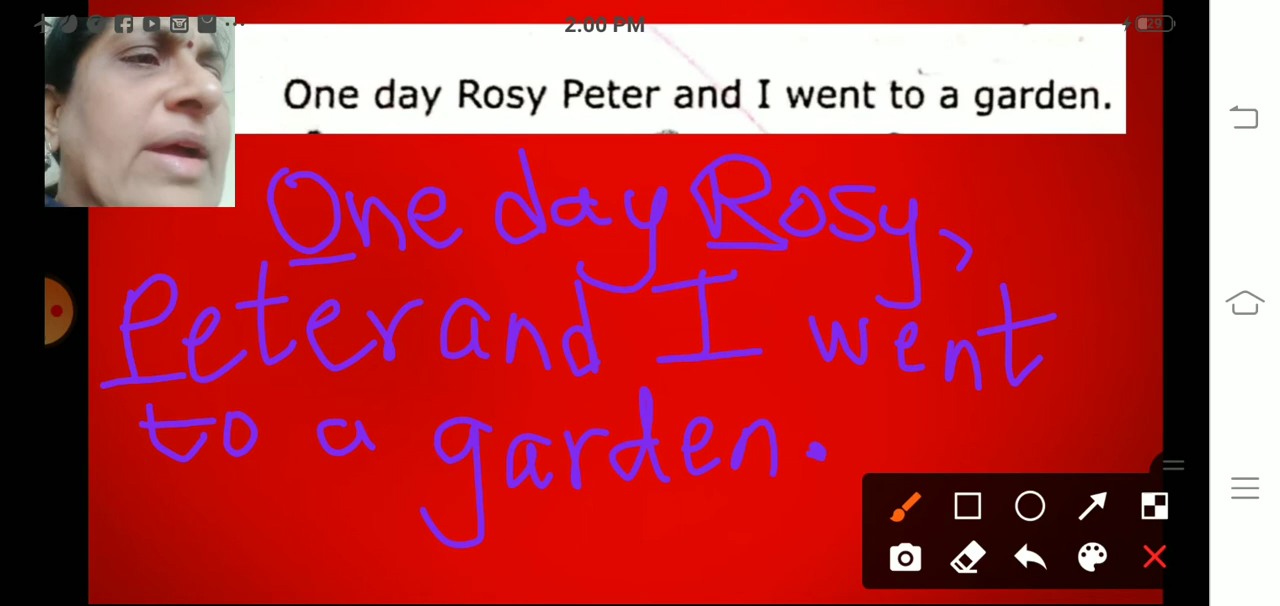 2:00 PM
29
One day Rosy Peter and I went to a garden.
One day Rosy,
Peter and I went
to a garden.